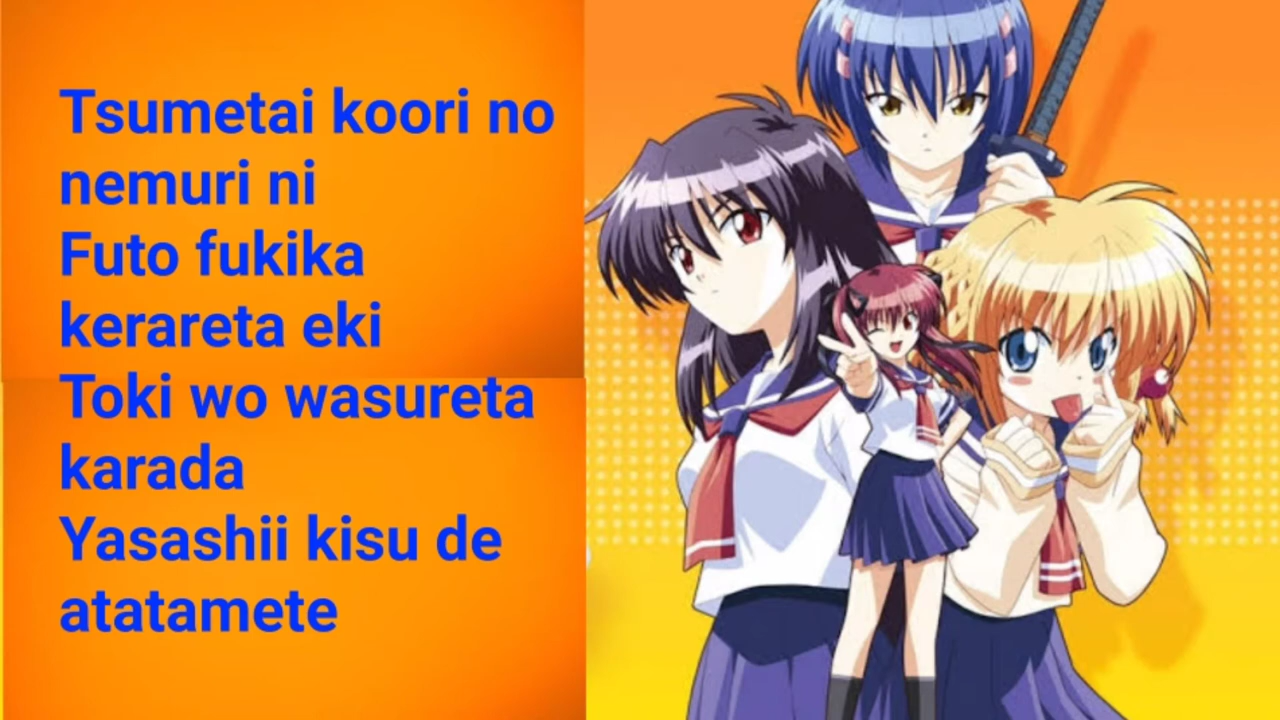 Tsumetai koori no
nemuri ni
Futo fukika
kerareta eki
Toki wo wasureta
karada
Yasashii kisu de
atatamete